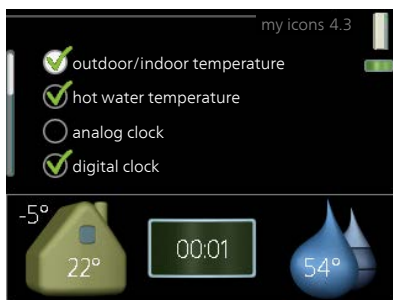 my icons 4.3
outdoor/indoor temperature
hot water temperature
analog clock
digital clock
-5°
22°
00:01
54°